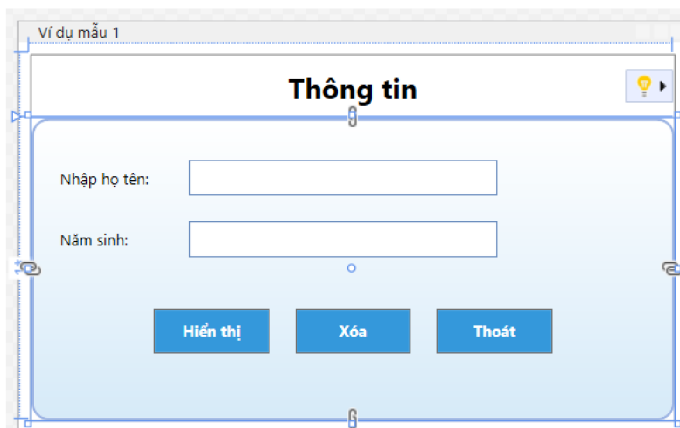 Ví dụ mẫu 1
Thông tin
Nhập họ tên:
Năm sinh:
Hiển thị Xóa Thoát